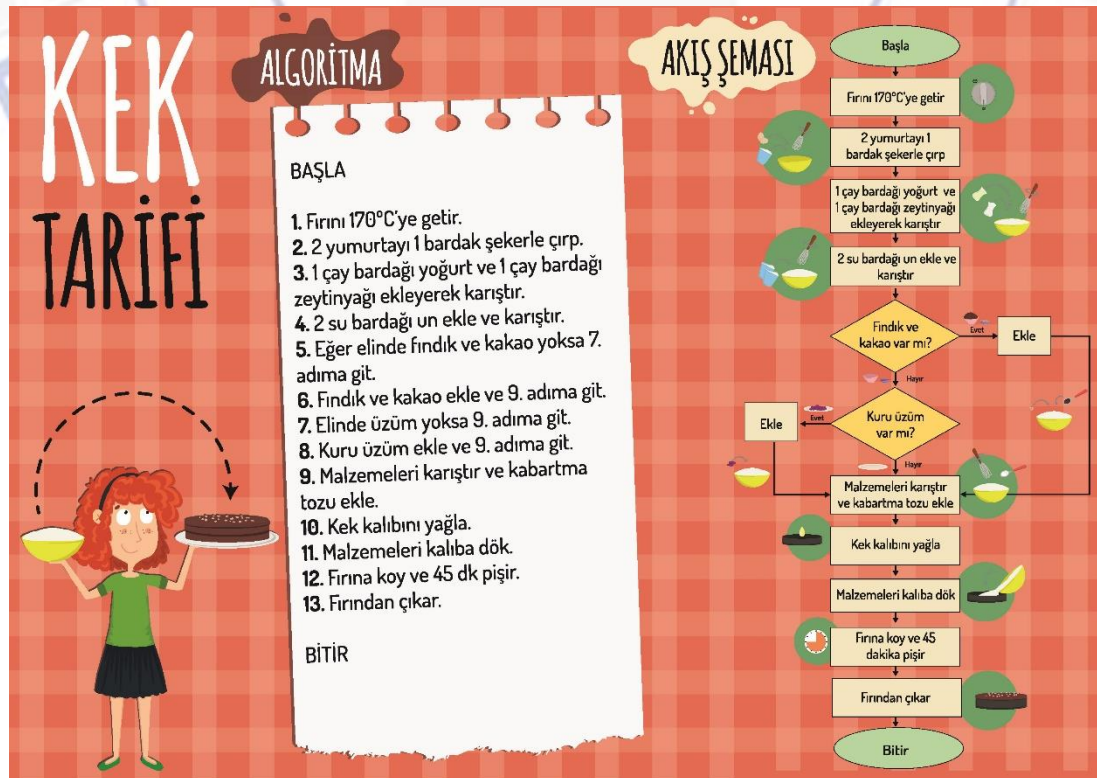 KEK
TARİFİ
ALGORİTMA
BAŞLA
1. Fırını 170°C'ye getir.
2. 2 yumurtayı 1 bardak şekerle çırp.
3. 1 çay bardağı yoğurt ve 1 çay bardağı
zeytinyağı ekleyerek karıştır.
4. 2 su bardağı un ekle ve karıştır.
5. Eğer elinde fındık ve kakao yoksa 7.
adıma git.
6. Fındık ve kakao ekle ve 9. adıma git.
7. Elinde üzüm yoksa 9. adıma git.
8. Kuru üzüm ekle ve 9. adıma git.
9. Malzemeleri karıştır ve kabartma
tozu ekle.
10. Kek kalıbını yağla.
11. Malzemeleri kalıba dök.
12. Fırına koy ve 45 dk pişir.
13. Fırından çıkar.
BİTİR
AKIŞ ŞEMASI
Başla
Fırını 170°C'ye getir
2 yumurtayı 1
bardak şekerle çırp
1 çay bardağı yoğurt ve
1 çay bardağı zeytinyağı
ekleyerek karıştır
2 su bardağı un ekle ve
karıştır
Fındık ve
kakao var mı?
Evet
Ekle
Hayır
Kuru üzüm
var mı?
Evet
Ekle
Hayır
Malzemeleri karıştır
ve kabartma tozu ekle
Kek kalıbını yağla
Malzemeleri kalıba dök
Fırına koy ve 45
dakika pişir
Fırından çıkar
Bitir